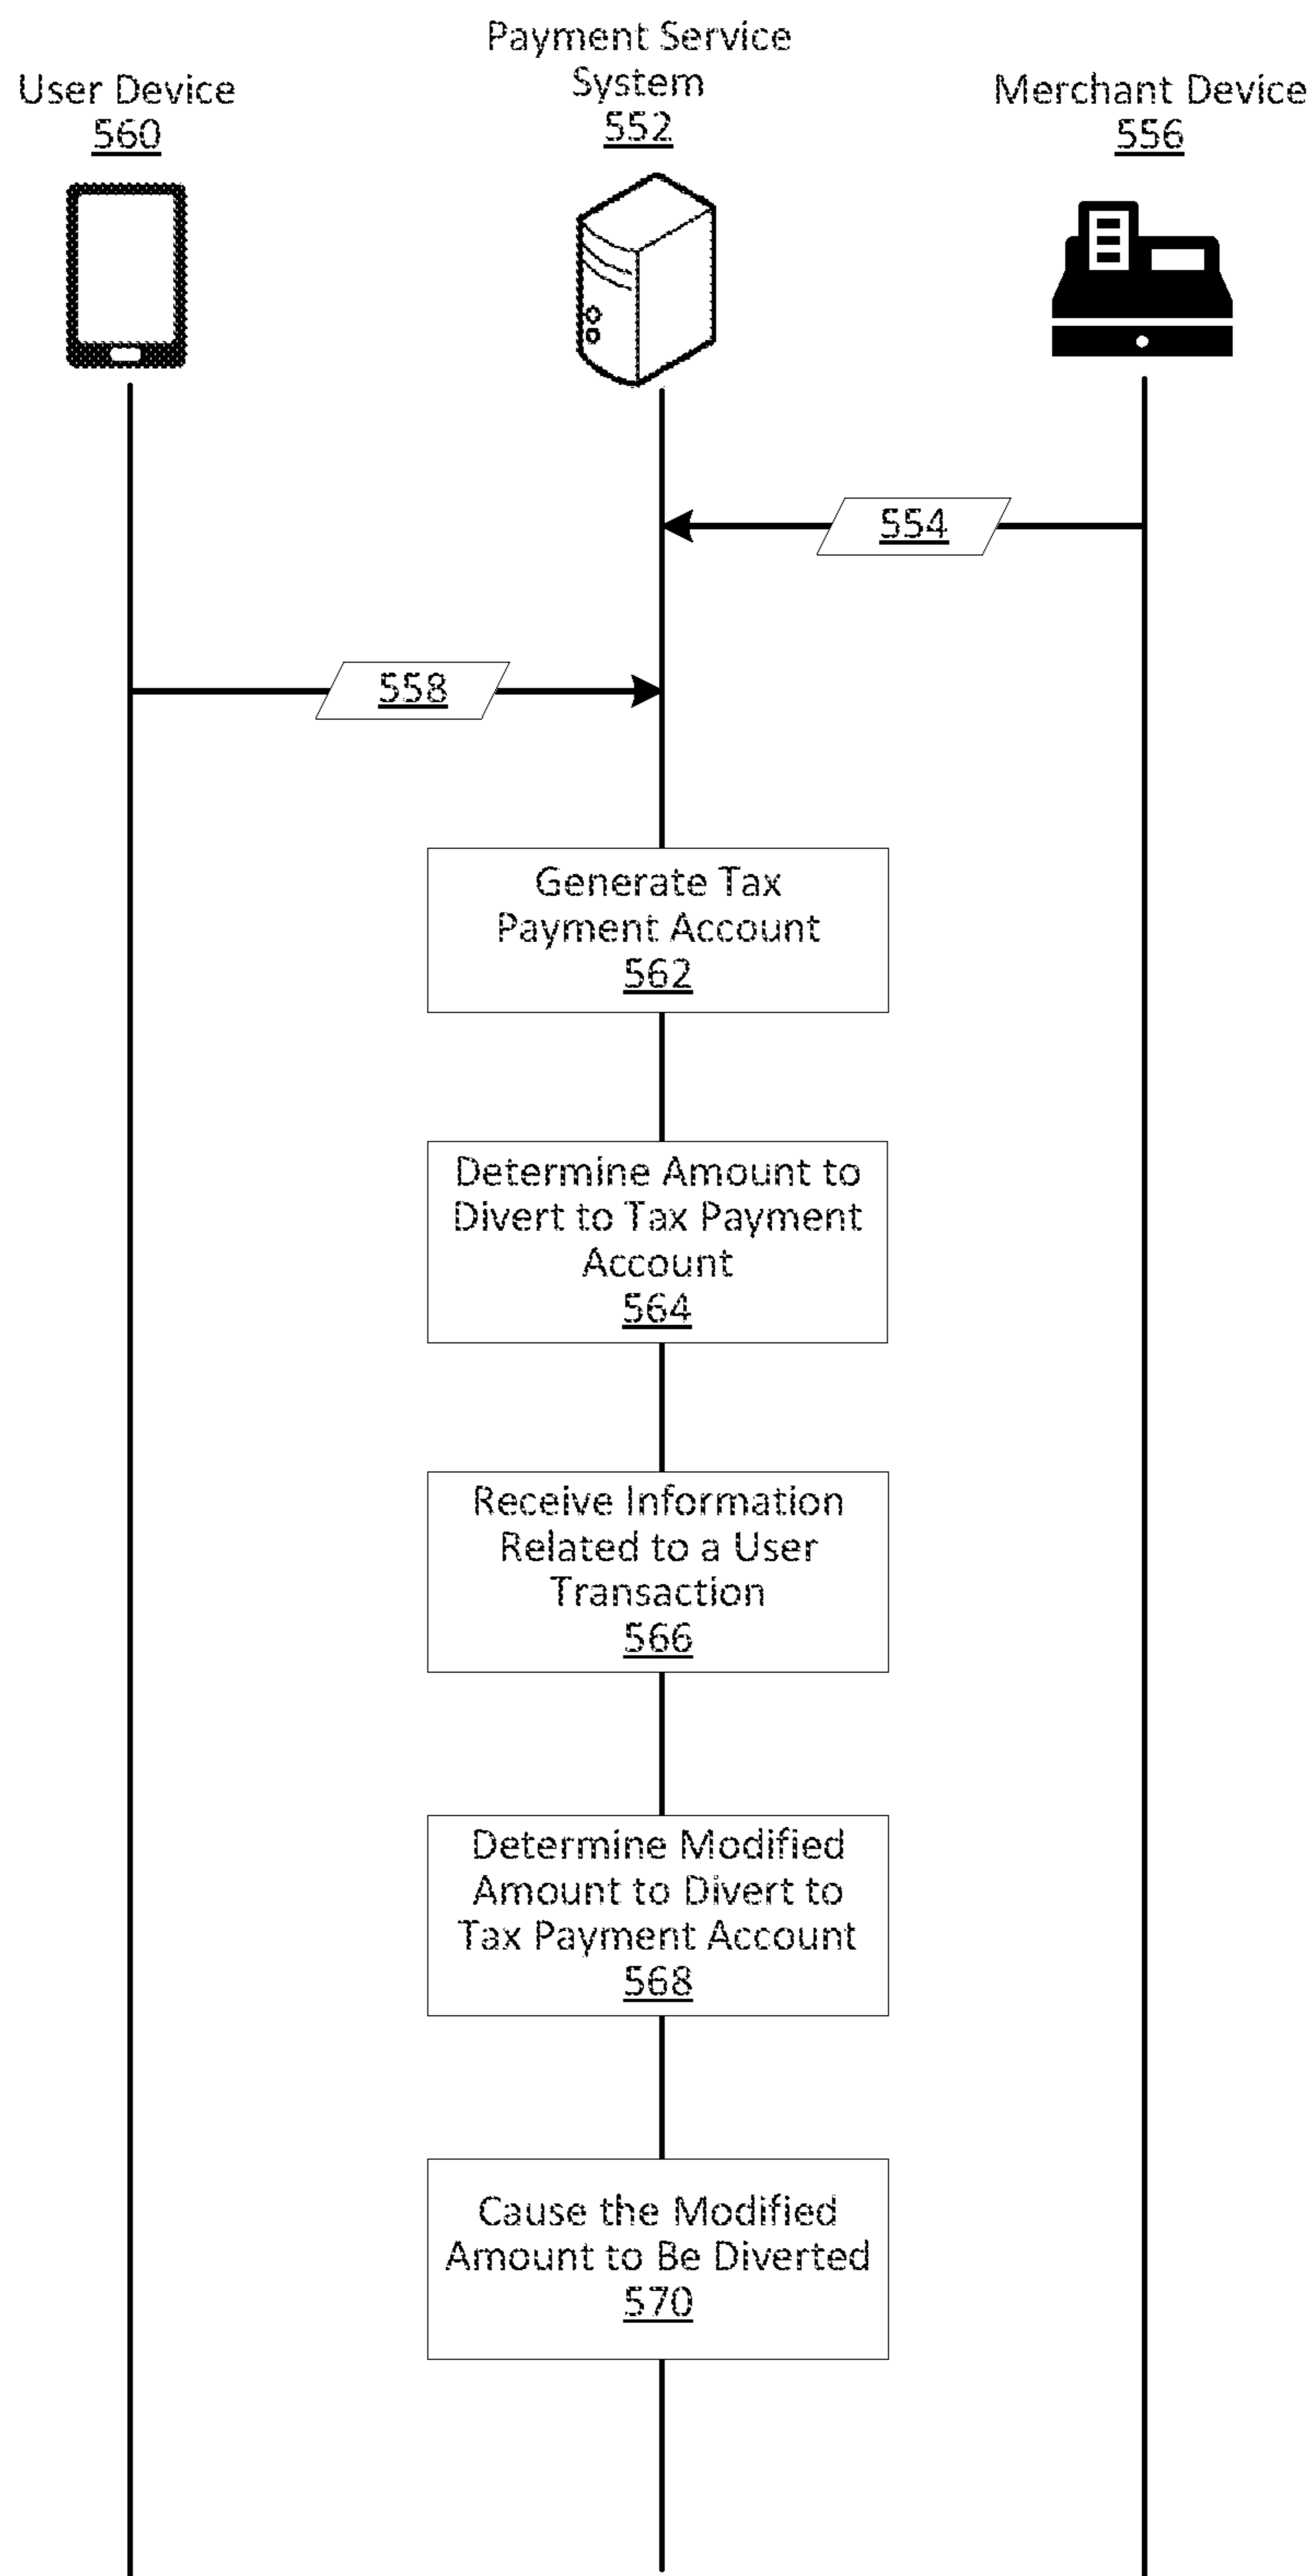 Payment Service
System
552
User Device
560
Merchant Device
556
554
558
Generate Tax
Payment Account
562
Determine Amount to
Divert to Tax Payment
Account
564
Receive Information
Related to a User
Transaction
566
Determine Modified
Amount to Divert to
Tax Payment Account
568
Cause the Modified
Amount to Be Diverted
570